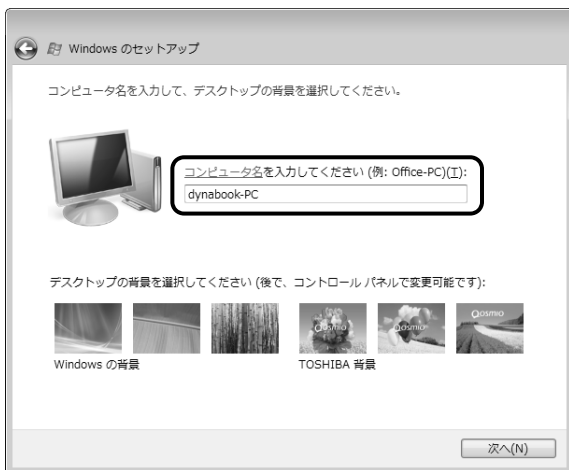 Windows のセットアップ
コンピュータ名を入力して、デスクトップの背景を選択してください。
コンピュータ名を入力してください (例: Office-PC)(T):
dynabook-PC
デスクトップの背景を選択してください (後で、コントロール パネルで変更可能です):
Qosmio Qosmio Qosmio
Windows の背景 TOSHIBA 背景
次へ(N)